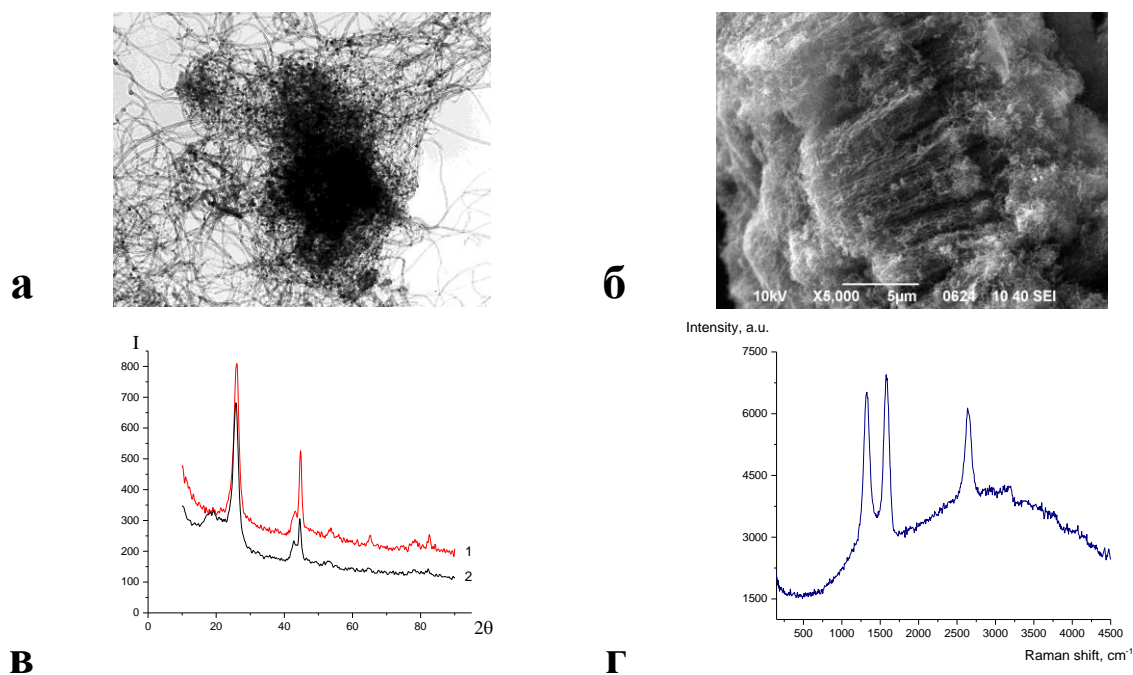 а
б
10kV X5,000 5μm 0624 10 40 SEI
I
800
700
600
500
400
300
200
100
0
0 20 40 60 80
2θ
1
2
в
Intensity, a.u.
7500
6000
4500
3000
1500
500 1000 1500 2000 2500 3000 3500 4000 4500
Raman shift, cm⁻¹
г